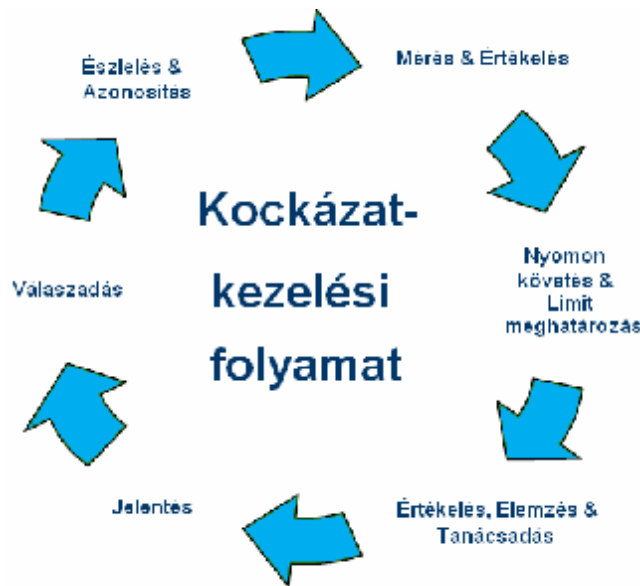 Észlelés &
Azonosítás
Mérés & Értékelés
Kockázat-
kezelési
folyamat
Nyomon
követés &
Limit
meghatározás
Értékelés, Elemzés &
Tanácsadás
Jelentés
Válaszadás